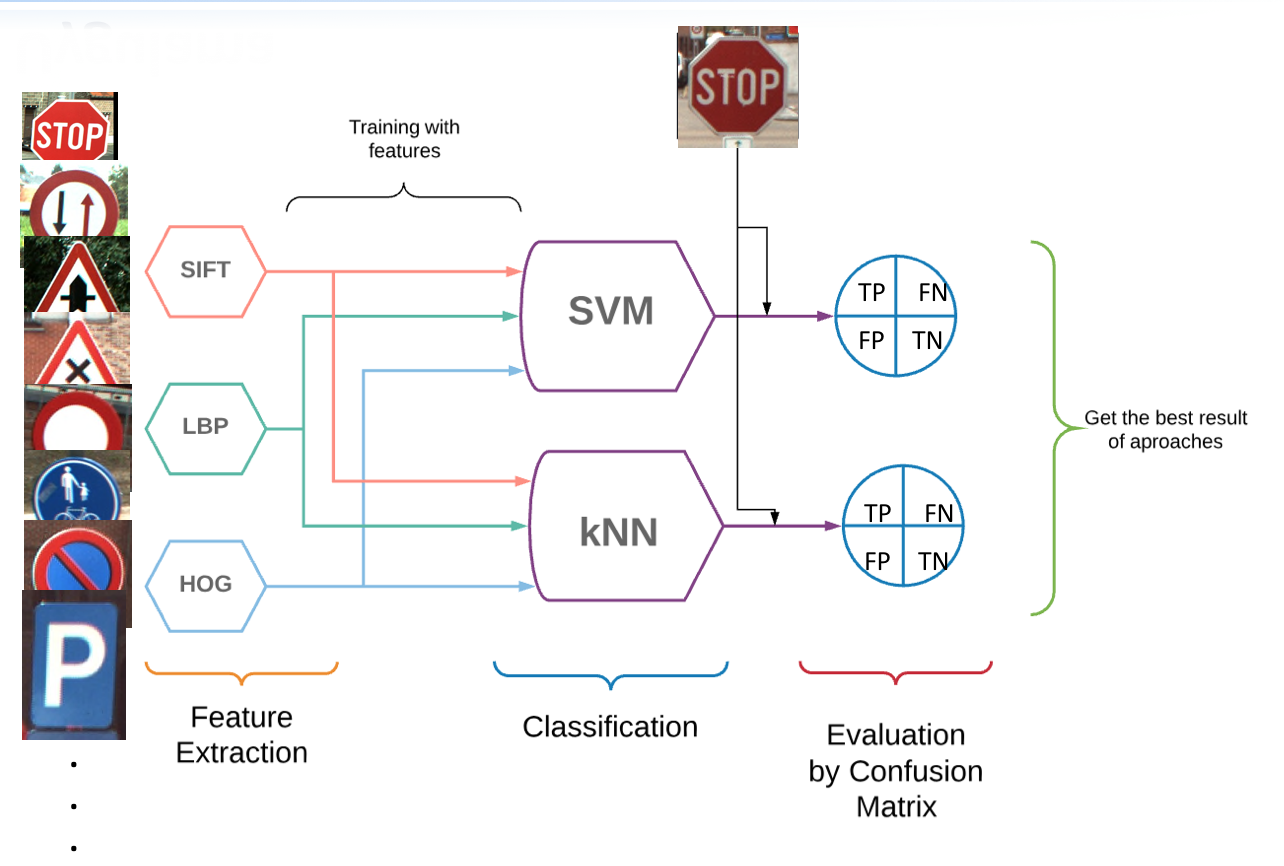 STOP
STOP
Training with
features
SIFT
SVM
TP
FN
FP
TN
LBP
Get the best result
of aproaches
kNN
TP
FN
FP
TN
HOG
P
Feature
Extraction
Classification
Evaluation
by Confusion
Matrix